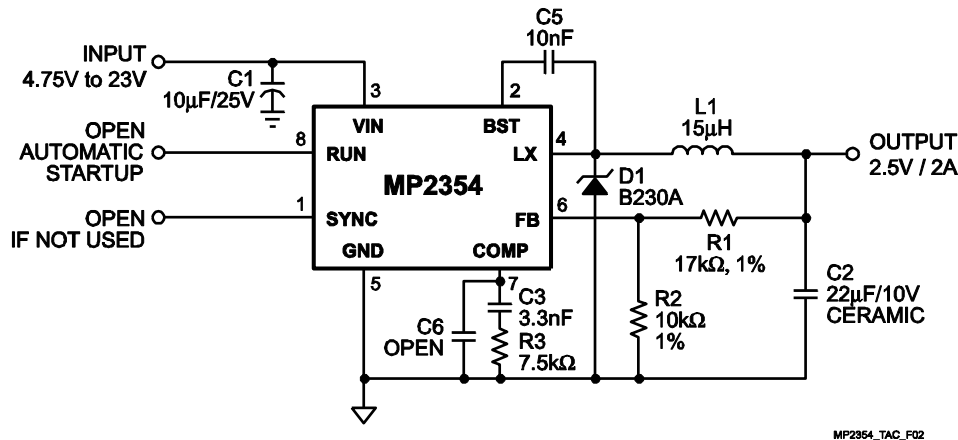 C5
10nF
INPUT
4.75V to 23V
C1
10µF/25V
3
2
VIN
BST
L1
15µH
OPEN
AUTOMATIC
STARTUP
8
RUN
LX
4
OUTPUT
2.5V / 2A
MP2354
D1
B230A
OPEN
IF NOT USED
1
SYNC
FB
6
GND
COMP
R1
17kΩ, 1%
5
7
C2
22µF/10V
CERAMIC
C3
3.3nF
R2
10kΩ
1%
C6
OPEN
R3
7.5kΩ
MP2354_TAC_F02